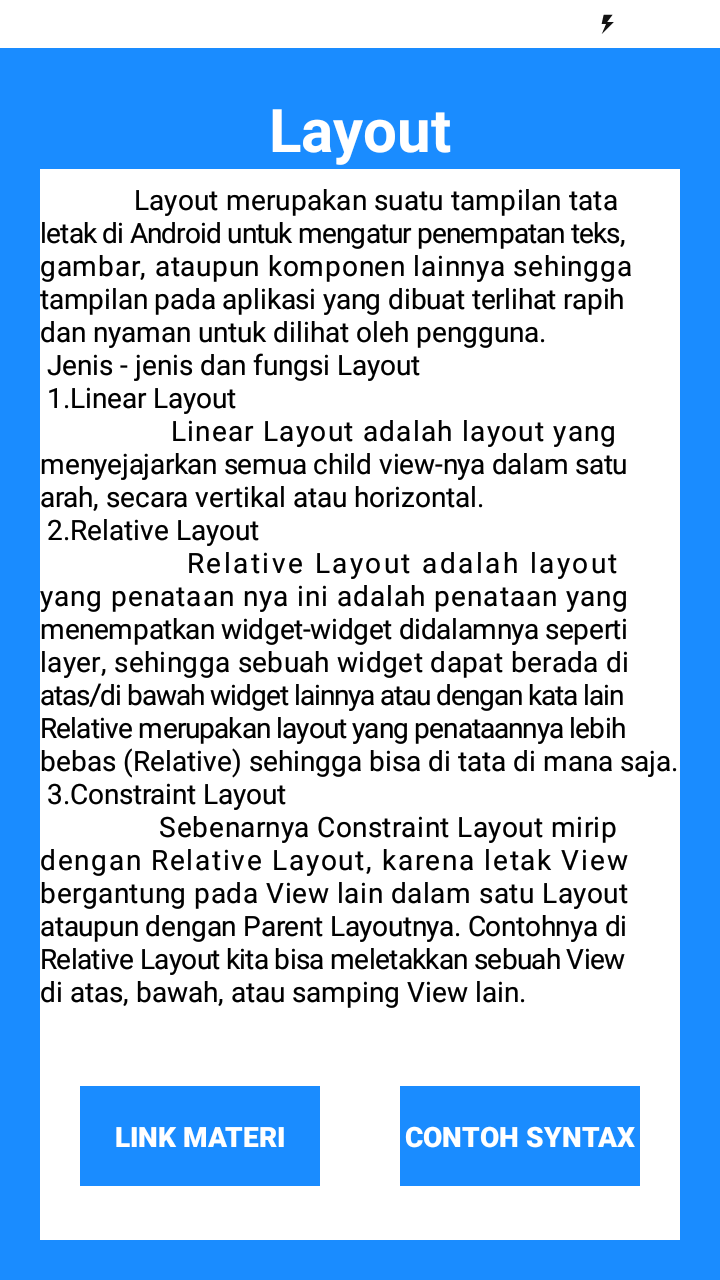 Layout
Layout merupakan suatu tampilan tata
letak di Android untuk mengatur penempatan teks,
gambar, ataupun komponen lainnya sehingga
tampilan pada aplikasi yang dibuat terlihat rapih
dan nyaman untuk dilihat oleh pengguna.
Jenis - jenis dan fungsi Layout
1.Linear Layout
Linear Layout adalah layout yang
menyejajarkan semua child view-nya dalam satu
arah, secara vertikal atau horizontal.
2.Relative Layout
Relative Layout adalah layout
yang penataan nya ini adalah penataan yang
menempatkan widget-widget didalamnya seperti
layer, sehingga sebuah widget dapat berada di
atas/di bawah widget lainnya atau dengan kata lain
Relative merupakan layout yang penataannya lebih
bebas (Relative) sehingga bisa di tata di mana saja.
3.Constraint Layout
Sebenarnya Constraint Layout mirip
dengan Relative Layout, karena letak View
bergantung pada View lain dalam satu Layout
ataupun dengan Parent Layoutnya. Contohnya di
Relative Layout kita bisa meletakkan sebuah View
di atas, bawah, atau samping View lain.
LINK MATERI
CONTOH SYNTAX